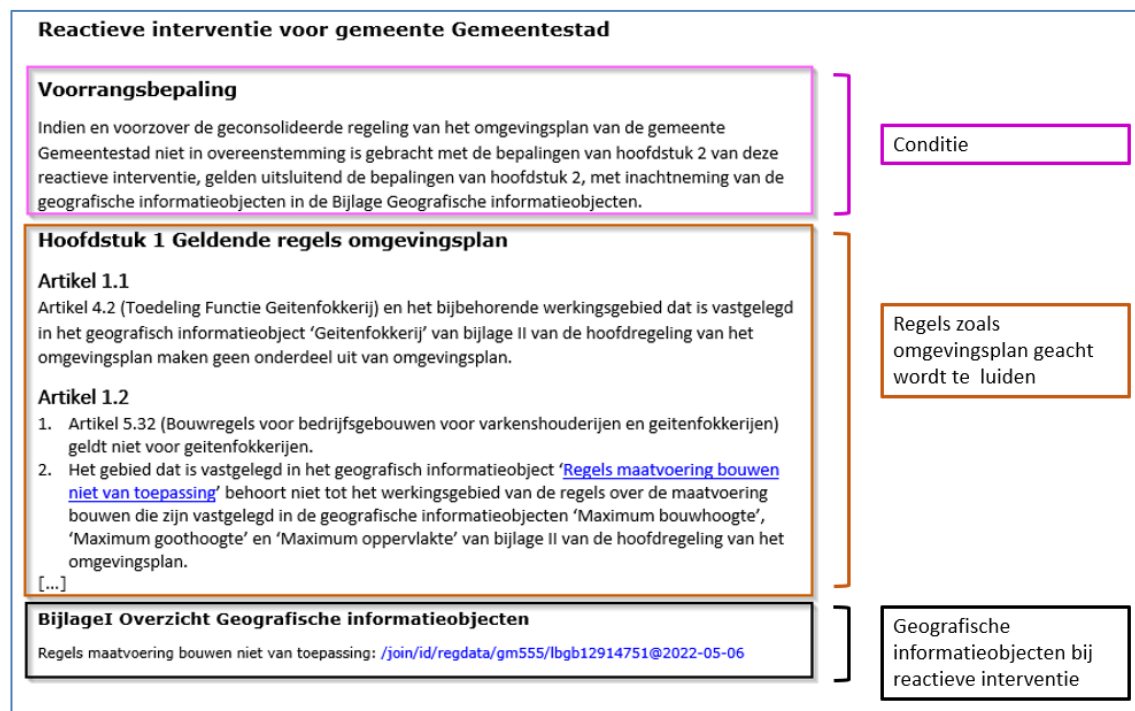 Reactieve interventie voor gemeente Gemeentestad
Voorrangsbepaling
Indien en voorzover de geconsolideerde regeling van het omgevingsplan van de gemeente
Gemeentestad niet in overeenstemming is gebracht met de bepalingen van hoofdstuk 2 van deze
reactieve interventie, gelden uitsluitend de bepalingen van hoofdstuk 2, met inachtneming van de
geografische informatieobjecten in de Bijlage Geografische informatieobjecten.
Conditie
Hoofdstuk 1 Geldende regels omgevingsplan
Artikel 1.1
Artikel 4.2 (Toedeling Functie Geitenfokkerij) en het bijbehorende werkingsgebied dat is vastgelegd
in het geografisch informatieobject ‘Geitenfokkerij’ van bijlage II van de hoofdregeling van het
omgevingsplan maken geen onderdeel uit van omgevingsplan.
Artikel 1.2
1. Artikel 5.32 (Bouwregels voor bedrijfsgebouwen voor varkenshouderijen en geitenfokkerijen)
geldt niet voor geitenfokkerijen.
2. Het gebied dat is vastgelegd in het geografisch informatieobject ‘Regels maatvoering bouwen
niet van toepassing’ behoort niet tot het werkingsgebied van de regels over de maatvoering
bouwen die zijn vastgelegd in de geografische informatieobjecten ‘Maximum bouwhoogte’,
‘Maximum goothoogte’ en ‘Maximum oppervlakte’ van bijlage II van de hoofdregeling van het
omgevingsplan.
[...]
Regels zoals
omgevingsplan geacht
wordt te luiden
BijlageI Overzicht Geografische informatieobjecten
Regels maatvoering bouwen niet van toepassing: /join/id/regdata/gm555/lbgb12914751@2022-05-06
Geografische
informatieobjecten bij
reactieve interventie